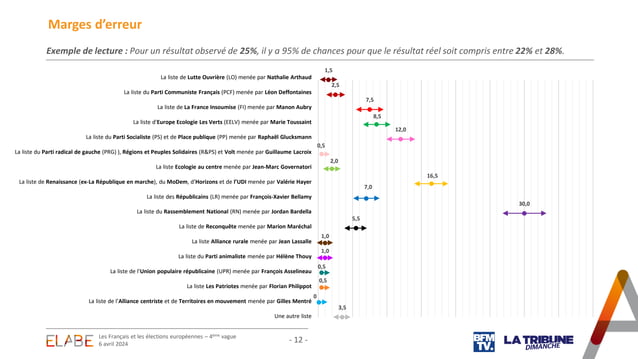 Marges d'erreur
Exemple de lecture : Pour un résultat observé de 25%, il y a 95% de chances pour que le résultat réel soit compris entre 22% et 28%.
La liste de Lutte Ouvrière (LO) menée par Nathalie Arthaud 1,5
La liste du Parti Communiste Français (PCF) menée par Léon Deffontaines 2,5
La liste de La France Insoumise (FI) menée par Manon Aubry 7,5
La liste d'Europe Ecologie Les Verts (EELV) menée par Marie Toussaint 8,5
La liste du Parti Socialiste (PS) et de Place publique (PP) menée par Raphaël Glucksmann 12,0
La liste du Parti radical de gauche (PRG) ), Régions et Peuples Solidaires (R&PS) et Volt menée par Guillaume Lacroix 0,5
La liste Ecologie au centre menée par Jean-Marc Governatori 2,0
La liste de Renaissance (ex-La République en marche), du MoDem, d'Horizons et de l'UDI menée par Valérie Hayer 16,5
La liste des Républicains (LR) menée par François-Xavier Bellamy 7,0
La liste du Rassemblement National (RN) menée par Jordan Bardella 30,0
La liste de Reconquête menée par Marion Maréchal 5,5
La liste Alliance rurale menée par Jean Lassalle 1,0
La liste du Parti animaliste menée par Hélène Thouy 1,0
La liste de l'Union populaire républicaine (UPR) menée par François Asselineau 0,5
La liste Les Patriotes menée par Florian Philippot 0,5
La liste de l'Alliance centriste et de Territoires en mouvement menée par Gilles Mentré 0
Une autre liste 3,5
ELABE
Les Français et les élections européennes – 4ème vague
6 avril 2024
- 12 -
BFM
TV.
LA TRIBUNE
DIMANCHE